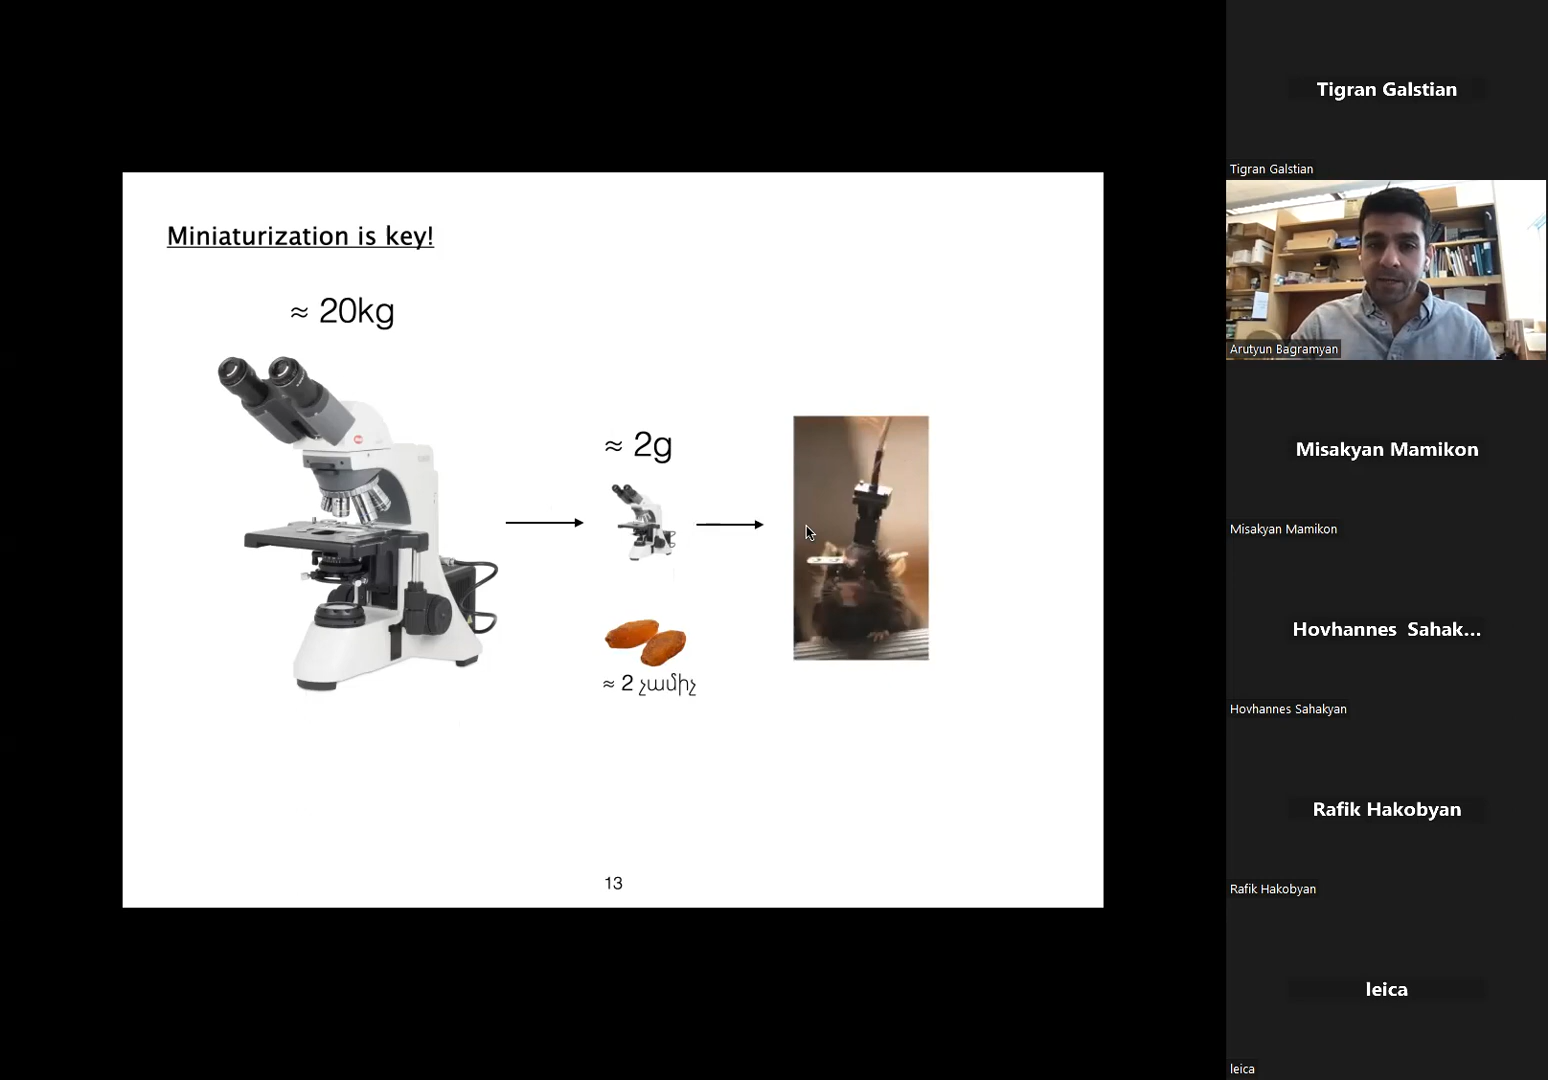 Miniaturization is key!
≈ 20kg
≈ 2g
≈ 2 չամիչ
13
Tigran Galstian
Tigran Galstian
Arutyun Bagramyan
Misakyan Mamikon
Misakyan Mamikon
Hovhannes Sahak...
Hovhannes Sahakyan
Rafik Hakobyan
Rafik Hakobyan
leica
leica